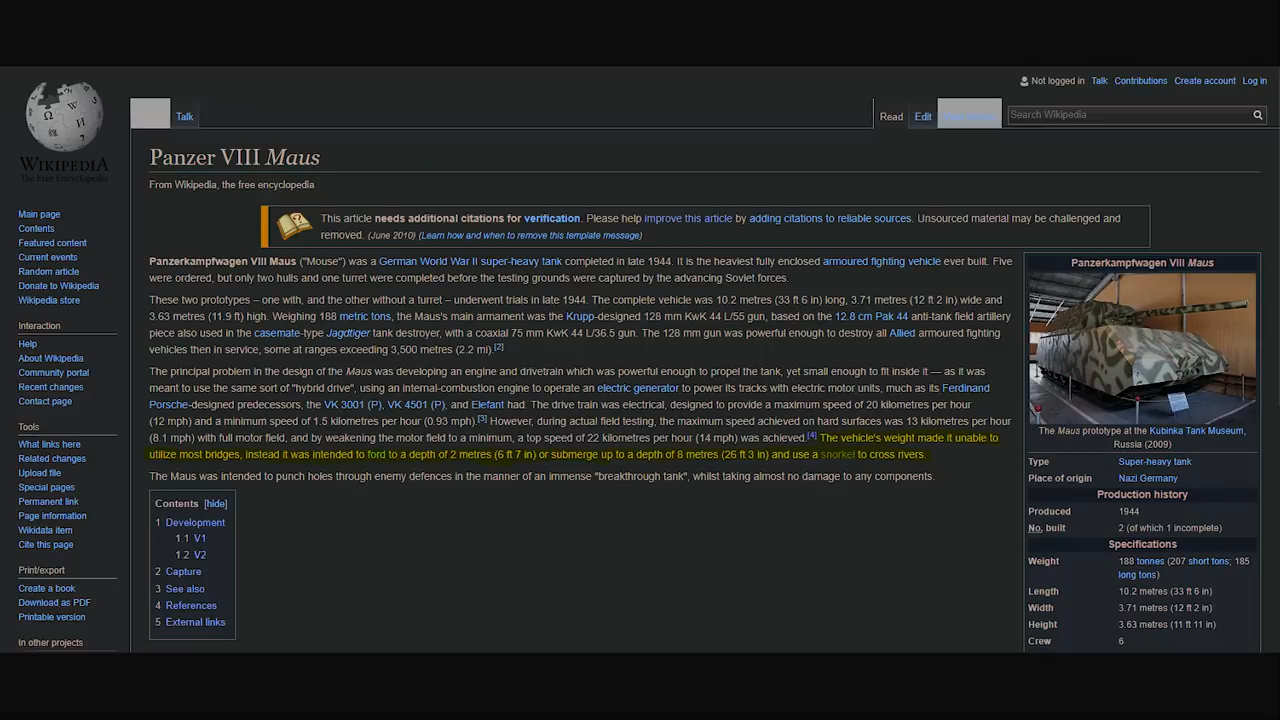 Not logged in Talk Contributions Create account Log in
Talk
Read Edit
Search Wikipedia
WIKIPEDIA
The Free Encyclopedia
Panzer VIII Maus
From Wikipedia, the free encyclopedia
This article needs additional citations for verification. Please help improve this article by adding citations to reliable sources. Unsourced material may be challenged and
removed. (June 2010) (Learn how and when to remove this template message)
Main page
Contents
Featured content
Current events
Random article
Donate to Wikipedia
Wikipedia store
Interaction
Help
About Wikipedia
Community portal
Recent changes
Contact page
Tools
What links here
Related changes
Upload file
Special pages
Permanent link
Page information
Wikidata item
Cite this page
Print/export
Create a book
Download as PDF
Printable version
In other projects
Panzerkampfwagen VIII Maus ("Mouse") was a German World War II super-heavy tank completed in late 1944. It is the heaviest fully enclosed armoured fighting vehicle ever built. Five
were ordered, but only two hulls and one turret were completed before the testing grounds were captured by the advancing Soviet forces.
These two prototypes – one with, and the other without a turret – underwent trials in late 1944. The complete vehicle was 10.2 metres (33 ft 6 in) long, 3.71 metres (12 ft 2 in) wide and
3.63 metres (11.9 ft) high. Weighing 188 metric tons, the Maus's main armament was the Krupp-designed 128 mm KwK 44 L/55 gun, based on the 12.8 cm Pak 44 anti-tank field artillery
piece also used in the casemate-type Jagdtiger tank destroyer, with a coaxial 75 mm KwK 44 L/36.5 gun. The 128 mm gun was powerful enough to destroy all Allied armoured fighting
vehicles then in service, some at ranges exceeding 3,500 metres (2.2 mi).[2]
The principal problem in the design of the Maus was developing an engine and drivetrain which was powerful enough to propel the tank, yet small enough to fit inside it — as it was
meant to use the same sort of "hybrid drive", using an internal-combustion engine to operate an electric generator to power its tracks with electric motor units, much as its Ferdinand
Porsche-designed predecessors, the VK 3001 (P), VK 4501 (P), and Elefant had. The drive train was electrical, designed to provide a maximum speed of 20 kilometres per hour
(12 mph) and a minimum speed of 1.5 kilometres per hour (0.93 mph).[3] However, during actual field testing, the maximum speed achieved on hard surfaces was 13 kilometres per hour
(8.1 mph) with full motor field, and by weakening the motor field to a minimum, a top speed of 22 kilometres per hour (14 mph) was achieved.[4] The vehicle's weight made it unable to
utilize most bridges, instead it was intended to ford to a depth of 2 metres (6 ft 7 in) or submerge up to a depth of 8 metres (26 ft 3 in) and use a snorkel to cross rivers.
The Maus was intended to punch holes through enemy defences in the manner of an immense "breakthrough tank", whilst taking almost no damage to any components.
Contents [hide]
1 Development
1.1 V1
1.2 V2
2 Capture
3 See also
4 References
5 External links
Panzerkampfwagen VIII Maus
The Maus prototype at the Kubinka Tank Museum,
Russia (2009)
Type Super-heavy tank
Place of origin Nazi Germany
Production history
Produced 1944
No. built 2 (of which 1 incomplete)
Specifications
Weight 188 tonnes (207 short tons; 185
long tons)
Length 10.2 metres (33 ft 6 in)
Width 3.71 metres (12 ft 2 in)
Height 3.63 metres (11 ft 11 in)
Crew 6